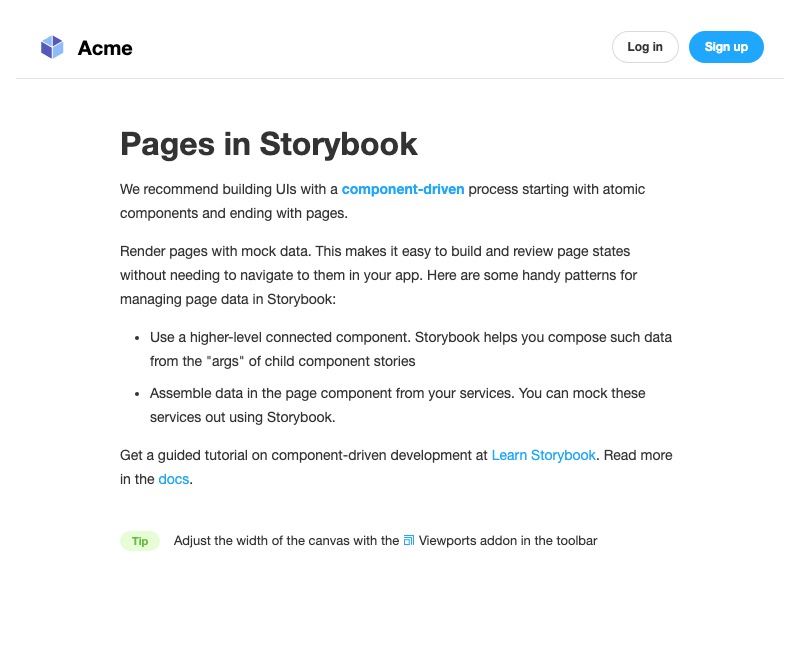 Acme
Log in
Sign up
Pages in Storybook
We recommend building UIs with a component-driven process starting with atomic
components and ending with pages.
Render pages with mock data. This makes it easy to build and review page states
without needing to navigate to them in your app. Here are some handy patterns for
managing page data in Storybook:
• Use a higher-level connected component. Storybook helps you compose such data
from the "args" of child component stories
• Assemble data in the page component from your services. You can mock these
services out using Storybook.
Get a guided tutorial on component-driven development at Learn Storybook. Read more
in the docs.
Tip Adjust the width of the canvas with the Viewports addon in the toolbar